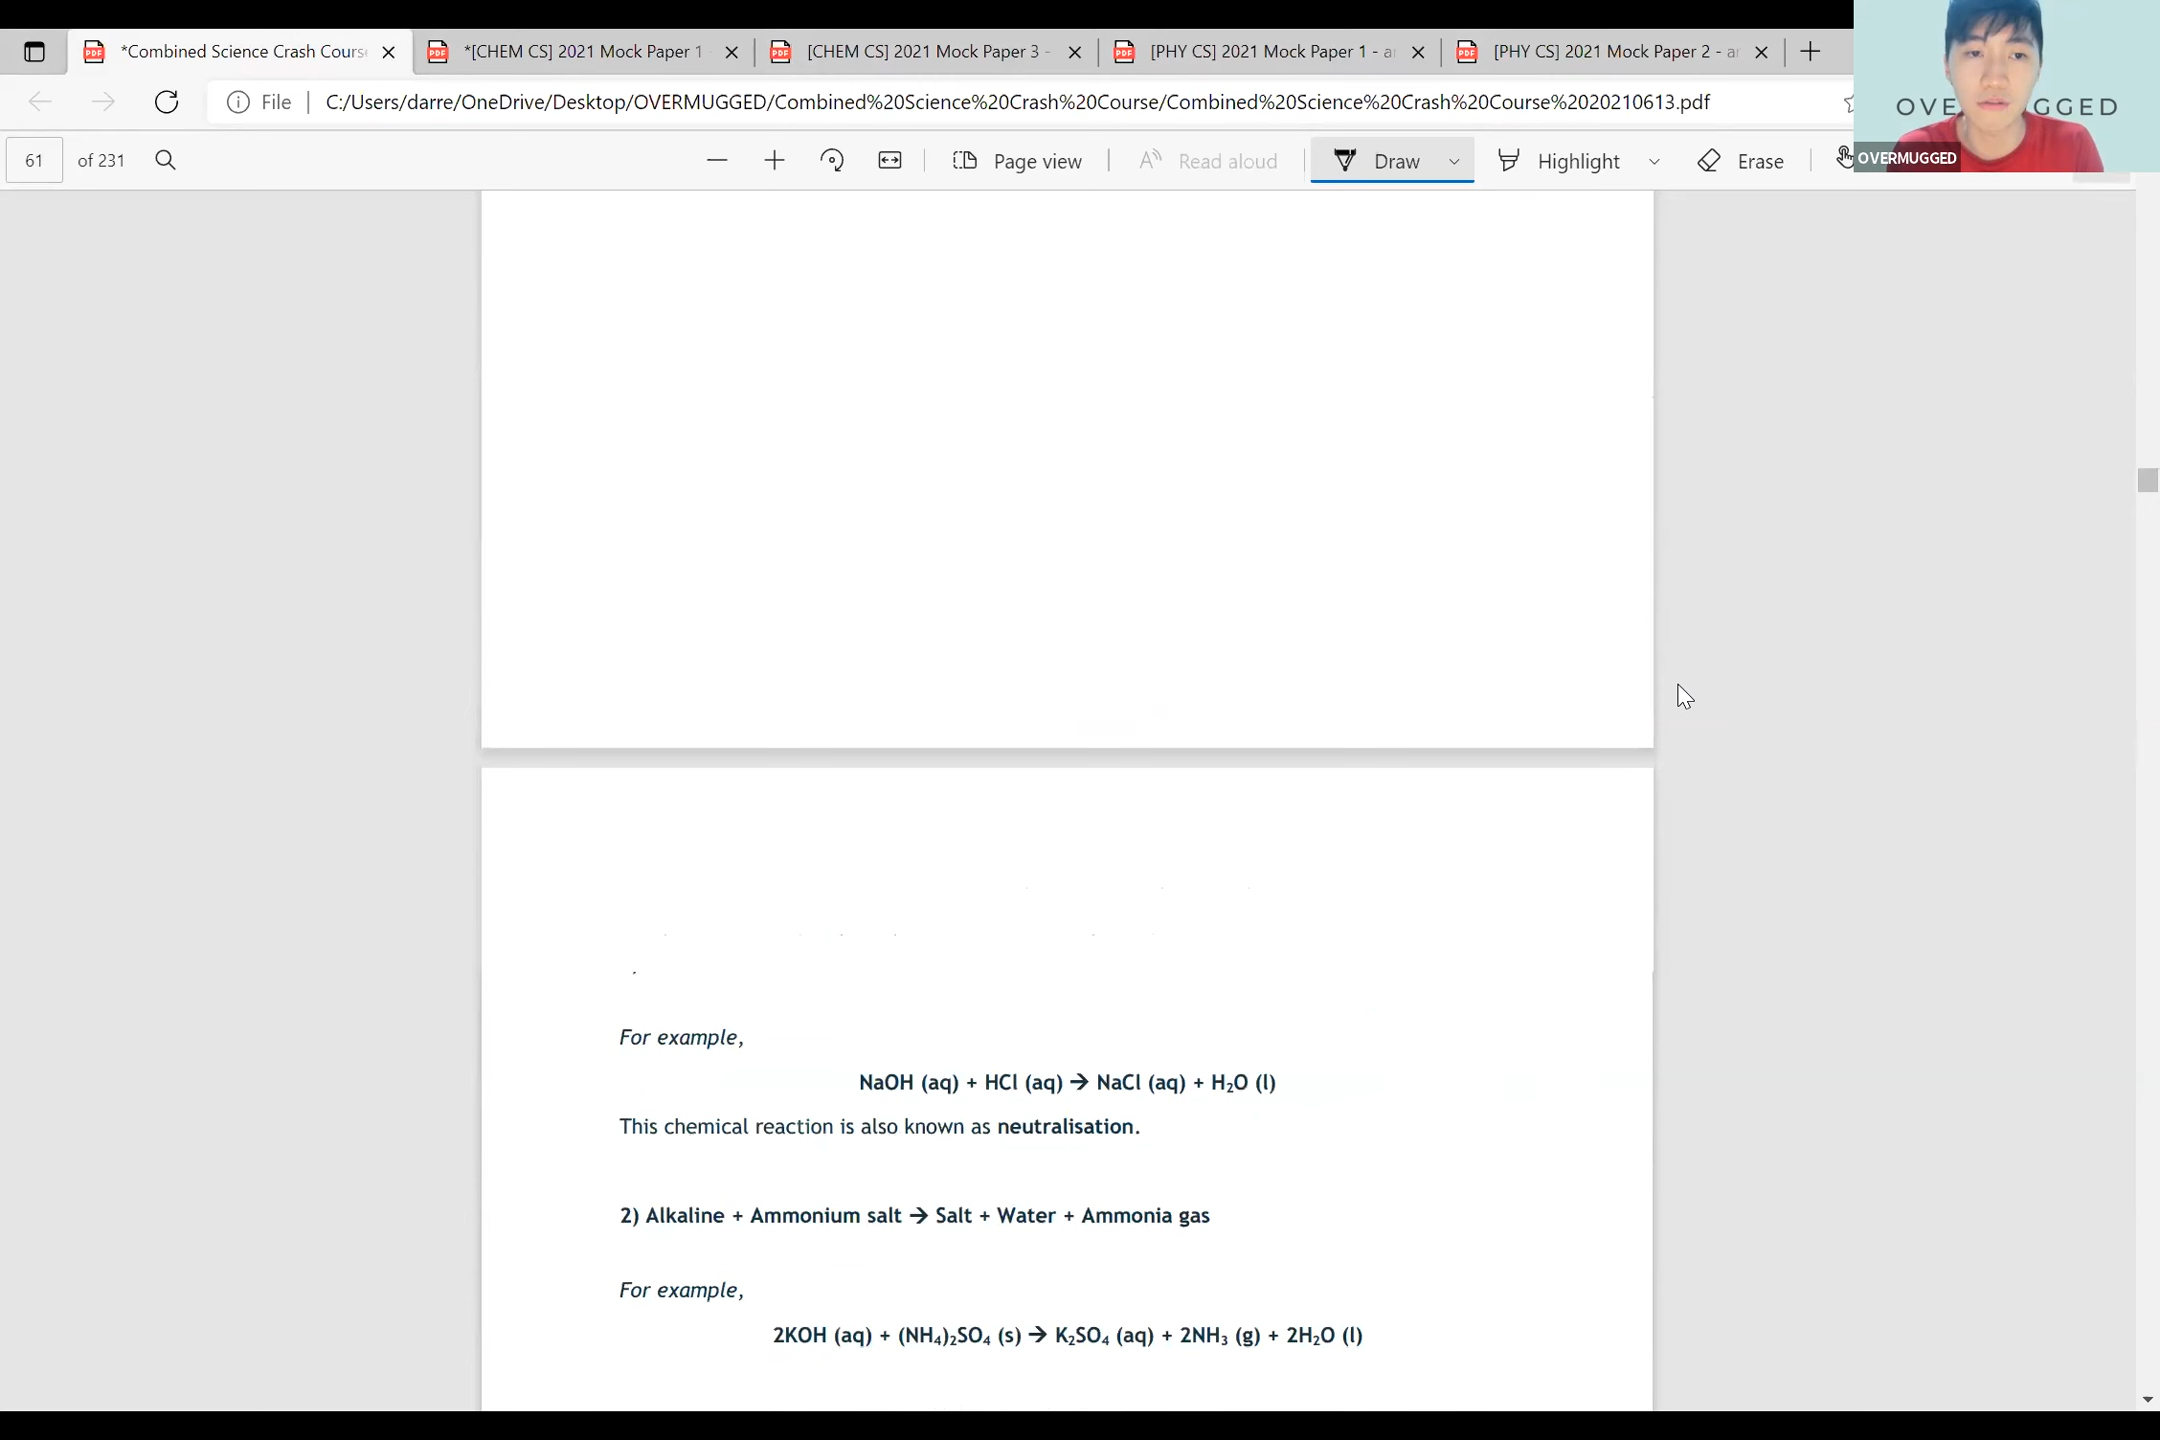 *Combined Science Crash Cours
*[CHEM CS] 2021 Mock Paper 1
[CHEM CS] 2021 Mock Paper 3 -
[PHY CS] 2021 Mock Paper 1 - a
[PHY CS] 2021 Mock Paper 2 - a
File
C:/Users/darre/OneDrive/Desktop/OVERMUGGED/Combined%20Science%20Crash%20Course/Combined%20Science%20Crash%20Course%2020210613.pdf
OVE GGED
OVERMUGGED
61 of 231
Page view
Read aloud
Draw
Highlight
Erase
For example,
NaOH (aq) + HCl (aq) → NaCl (aq) + H₂O (l)
This chemical reaction is also known as neutralisation.
2) Alkaline + Ammonium salt → Salt + Water + Ammonia gas
For example,
2KOH (aq) + (NH₄)₂SO₄ (s) → K₂SO₄ (aq) + 2NH₃ (g) + 2H₂O (l)